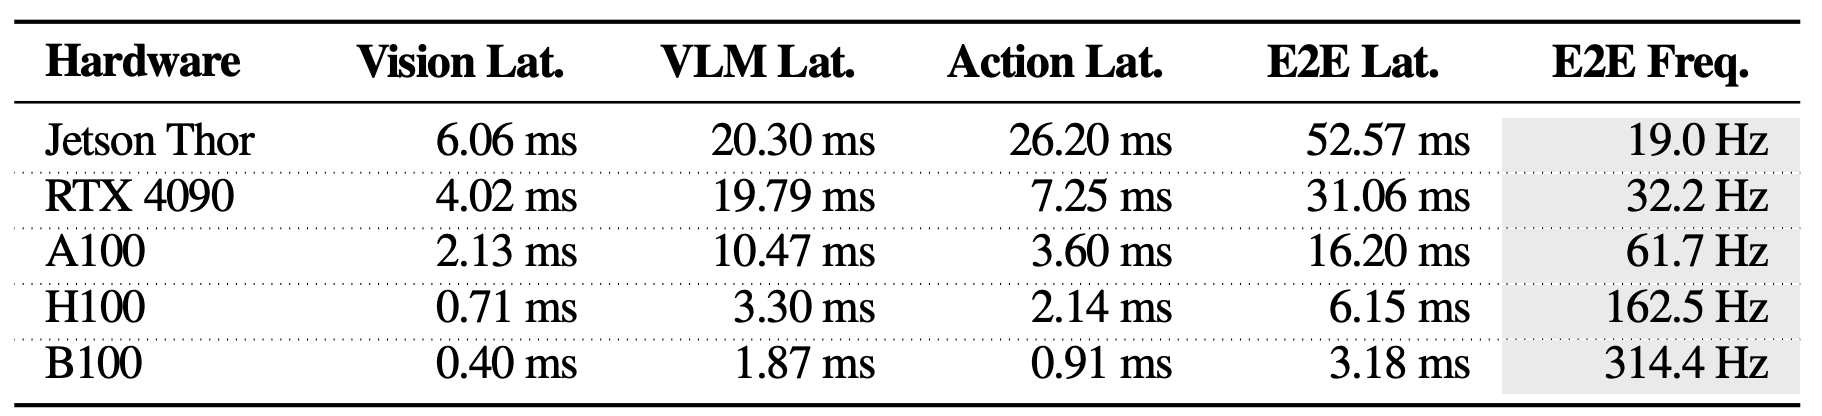 Hardware Vision Lat. VLM Lat. Action Lat. E2E Lat. E2E Freq.
Jetson Thor 6.06 ms 20.30 ms 26.20 ms 52.57 ms 19.0 Hz
RTX 4090 4.02 ms 19.79 ms 7.25 ms 31.06 ms 32.2 Hz
A100 2.13 ms 10.47 ms 3.60 ms 16.20 ms 61.7 Hz
H100 0.71 ms 3.30 ms 2.14 ms 6.15 ms 162.5 Hz
B100 0.40 ms 1.87 ms 0.91 ms 3.18 ms 314.4 Hz